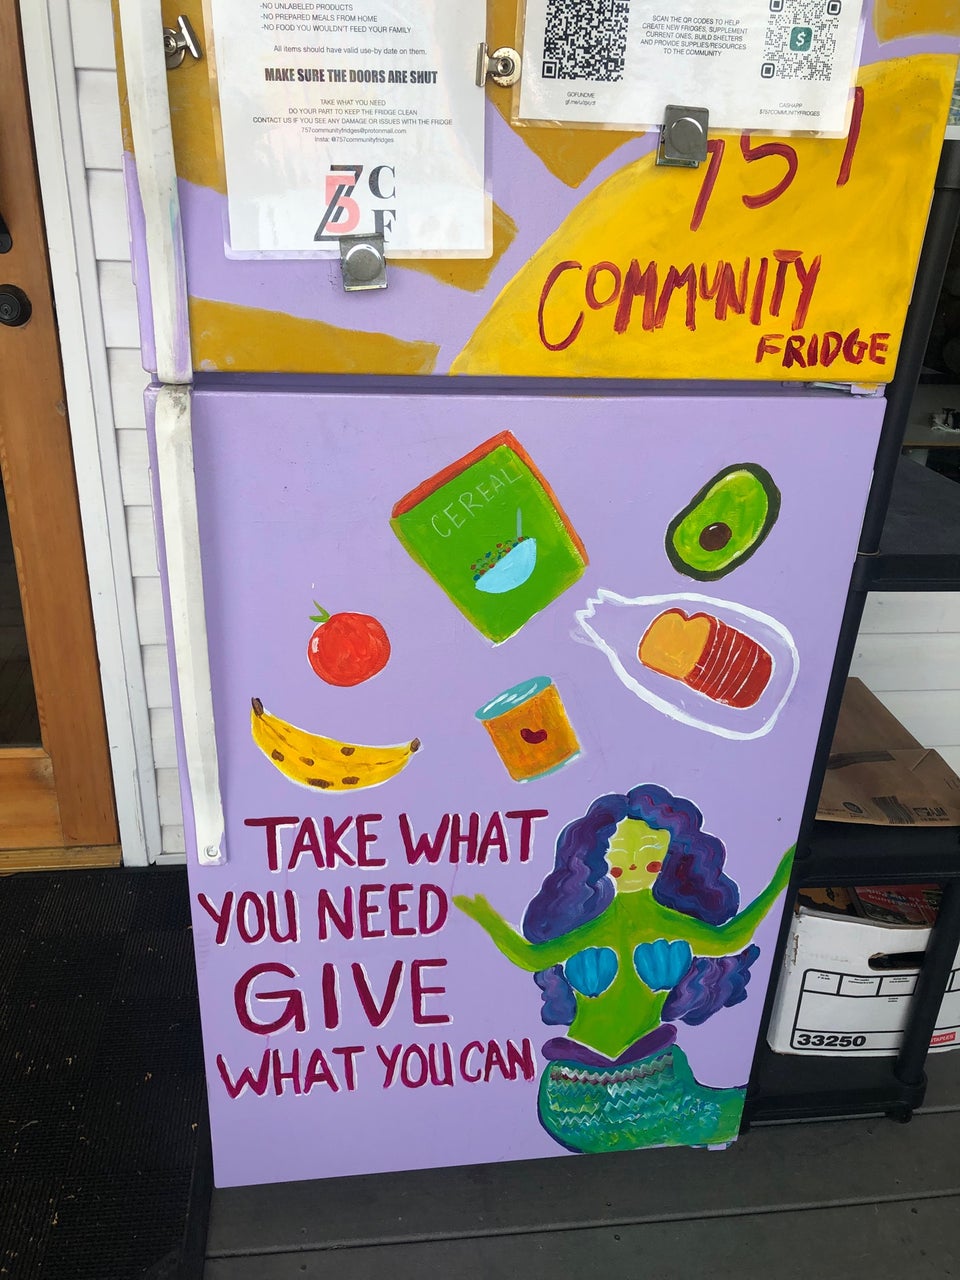 -NO UNLABELED PRODUCTS
-NO PREPARED MEALS FROM HOME
-NO FOOD YOU WOULDN'T FEED YOUR FAMILY
All items should have valid use-by date on them.
MAKE SURE THE DOORS ARE SHUT
TAKE WHAT YOU NEED
DO YOUR PART TO KEEP THE FRIDGE CLEAN
CONTACT US IF YOU SEE ANY DAMAGE OR ISSUES WITH THE FRIDGE
757communityfridges@protonmail.com
Insta: @757communityfridges
757 C
F
SCAN THE QR CODES TO HELP
CREATE NEW FRIDGES, SUPPLEMENT
CURRENT ONES, BUILD SHELTERS
AND PROVIDE SUPPLIES/RESOURCES
TO THE COMMUNITY
GOFUNDME
CASHAPP
$757COMMUNITYFRIDGES
757
COMMUNITY
FRIDGE
CEREAL
TAKE WHAT
YOU NEED
GIVE
WHAT YOU CAN
33250
STAPLES